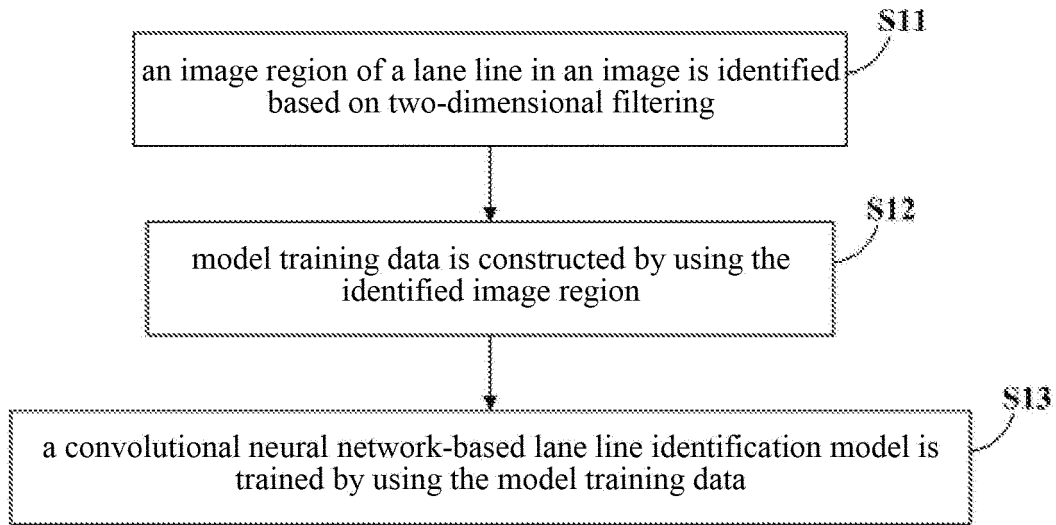 S11
an image region of a lane line in an image is identified
based on two-dimensional filtering
S12
model training data is constructed by using the
identified image region
S13
a convolutional neural network-based lane line identification model is
trained by using the model training data